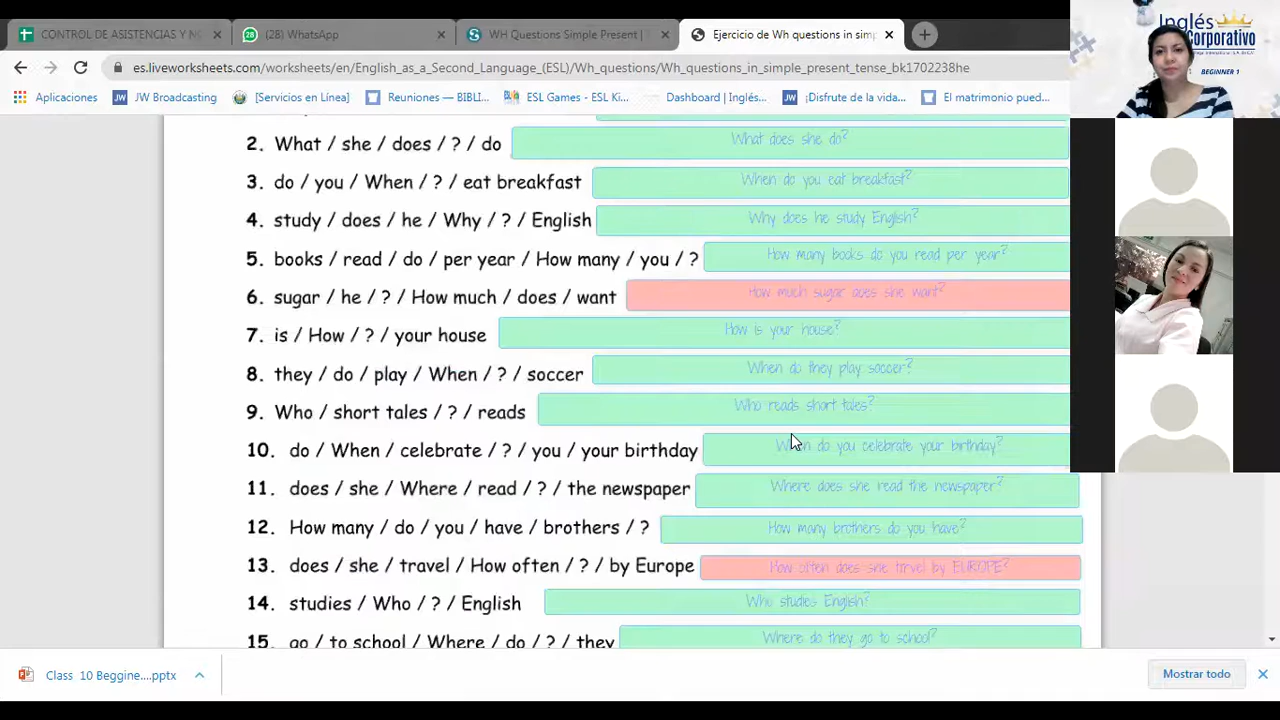 CONTROL DE ASISTENCIAS Y N
(28) WhatsApp
WH Questions Simple Present |
Ejercicio de Wh questions in simp
es.liveworksheets.com/worksheets/en/English_as_a_Second_Language_(ESL)/Wh_questions/Wh_questions_in_simple_present_tense_bk1702238he
Aplicaciones
JW Broadcasting
[Servicios en Línea]
Reuniones — BIBLI...
ESL Games - ESL Ki...
Dashboard | Inglés...
¡Disfrute de la vida...
El matrimonio pued...
Inglés
Corporativo
BEGINNER 1
2. What / she / does / ? / do What does she do?
3. do / you / When / ? / eat breakfast When do you eat breakfast?
4. study / does / he / Why / ? / English Why does he study English?
5. books / read / do / per year / How many / you / ? How many books do you read per year?
6. sugar / he / ? / How much / does / want How much sugar does she want?
7. is / How / ? / your house How is your house?
8. they / do / play / When / ? / soccer When do they play soccer?
9. Who / short tales / ? / reads Who reads short tales?
10. do / When / celebrate / ? / you / your birthday When do you celebrate your birthday?
11. does / she / Where / read / ? / the newspaper Where does she read the newspaper?
12. How many / do / you / have / brothers / ? How many brothers do you have?
13. does / she / travel / How often / ? / by Europe How often does she trvel by EUROPE?
14. studies / Who / ? / English Who studies English?
15. go / to school / Where / do / ? / they Where do they go to school?
Class 10 Beggine....pptx
Mostrar todo